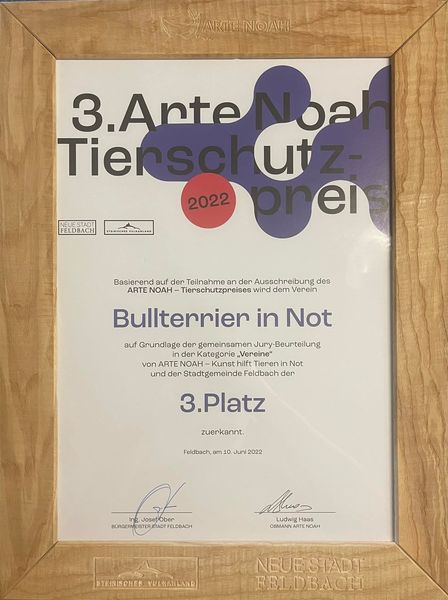 ARTE NOAH
3.Arte Noah
Tierschutz-
preis
2022
NEUE STADT
FELDBACH
STEIRISCHES VULKANLAND
Basierend auf der Teilnahme an der Ausschreibung des
ARTE NOAH – Tierschutzpreises wird dem Verein
Bullterrier in Not
auf Grundlage der gemeinsamen Jury-Beurteilung
in der Kategorie „Vereine"
von ARTE NOAH – Kunst hilft Tieren in Not
und der Stadtgemeinde Feldbach der
3.Platz
zuerkannt.
Feldbach, am 10. Juni 2022
Ing. Josef Ober
BÜRGERMEISTER STADT FELDBACH
Ludwig Haas
OBMANN ARTE NOAH
STEIRISCHES VULKANLAND
NEUE STADT
FELDBACH